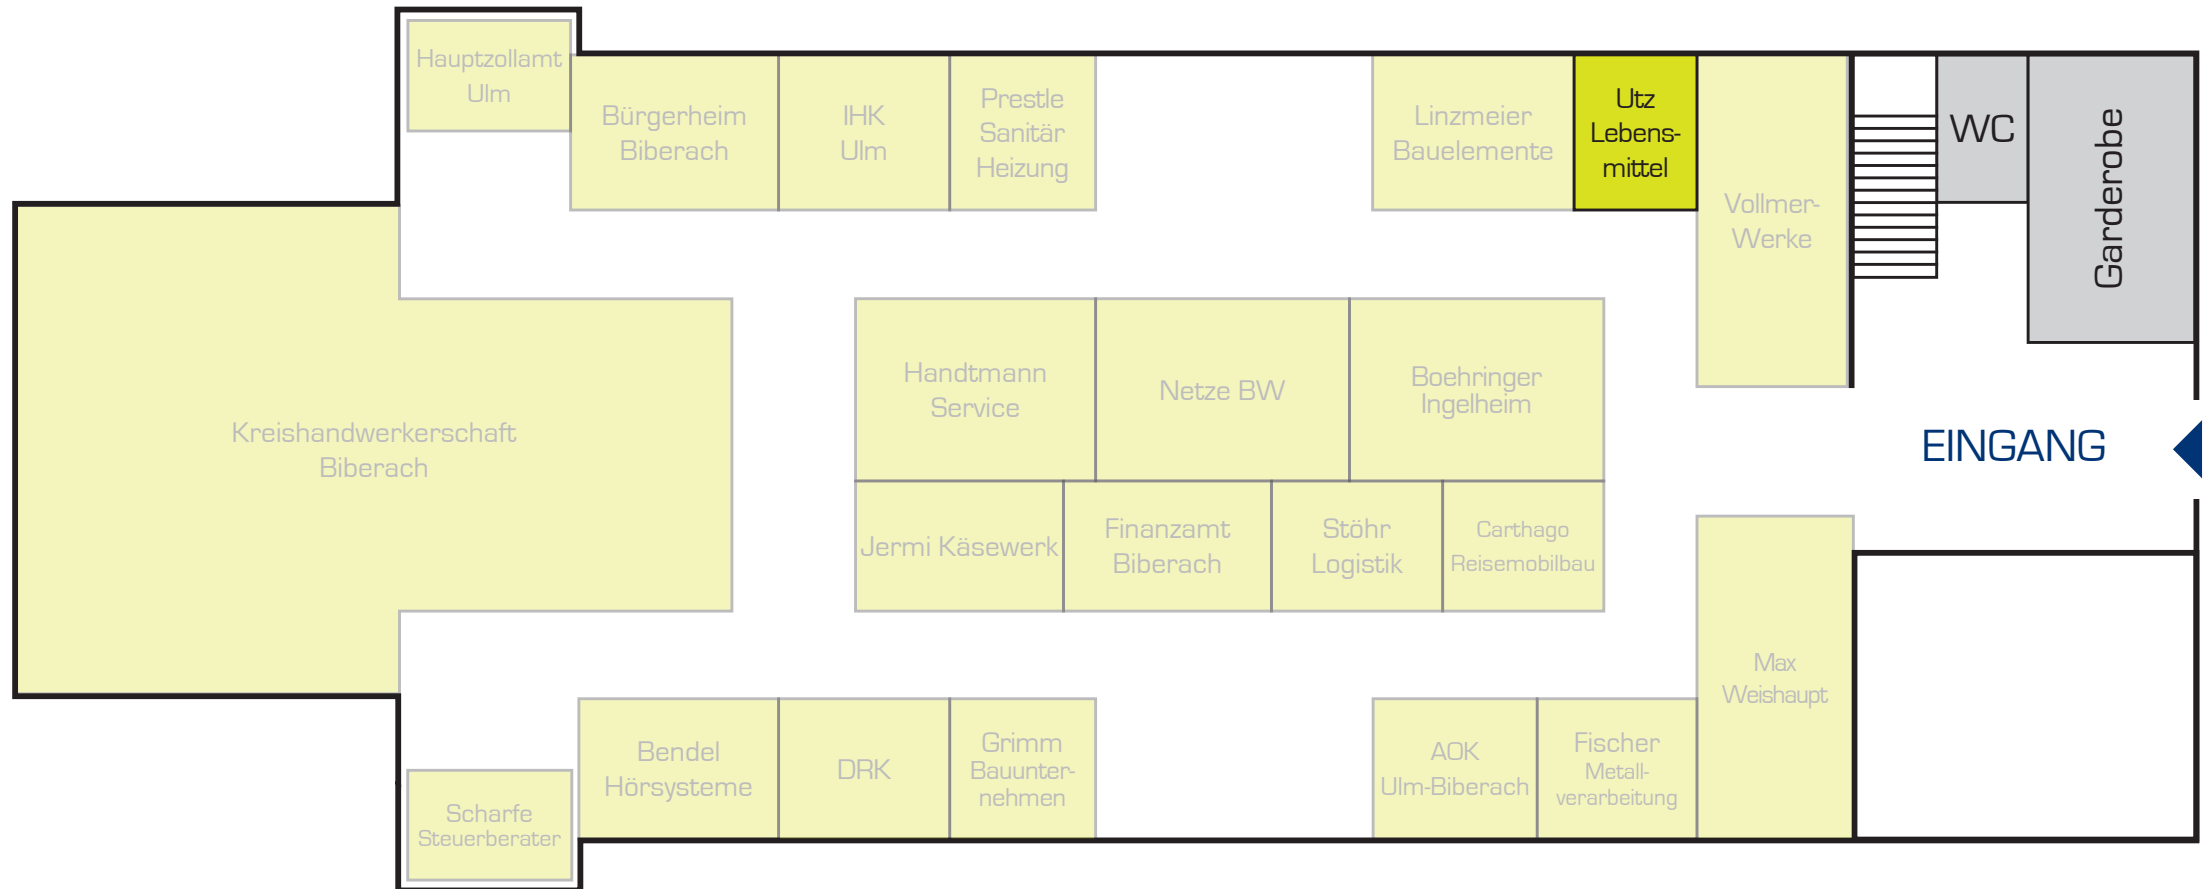 Hauptzollamt
Ulm
Bürgerheim
Biberach
IHK
Ulm
Prestle
Sanitär
Heizung
Linzmeier
Bauelemente
Utz
Lebens-
mittel
Vollmer-
Werke
WC
Garderobe
Kreishandwerkerschaft
Biberach
Handtmann
Service
Netze BW
Boehringer
Ingelheim
EINGANG
Jermi Käsewerk
Finanzamt
Biberach
Stöhr
Logistik
Carthago
Reisemobilbau
Max
Weishaupt
Scharfe
Steuerberater
Bendel
Hörsysteme
DRK
Grimm
Bauunter-
nehmen
AOK
Ulm-Biberach
Fischer
Metall-
verarbeitung